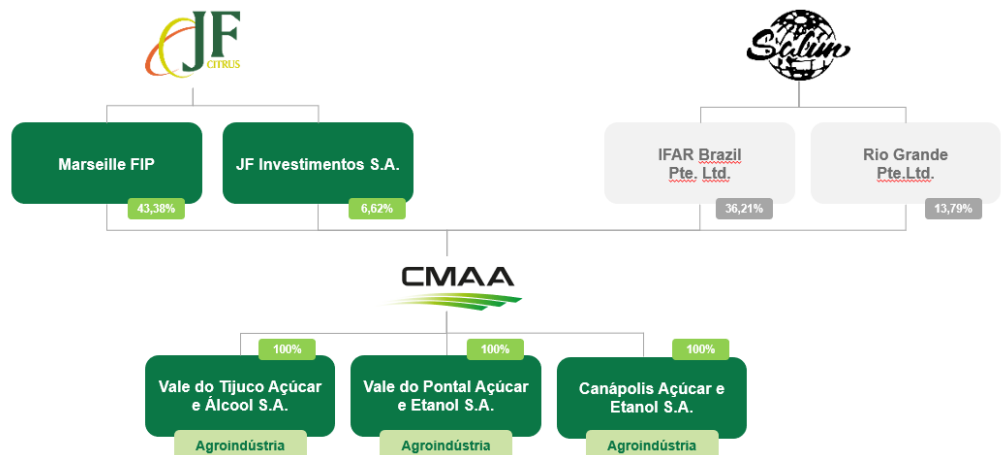 JF
CITRUS
Salim
Marseille FIP
43,38%
JF Investimentos S.A.
6,62%
IFAR Brazil
Pte. Ltd.
36,21%
Rio Grande
Pte.Ltd.
13,79%
CMAA
100%
Vale do Tijuco Açúcar
e Álcool S.A.
Agroindústria
100%
Vale do Pontal Açúcar
e Etanol S.A.
Agroindústria
100%
Canápolis Açúcar e
Etanol S.A.
Agroindústria